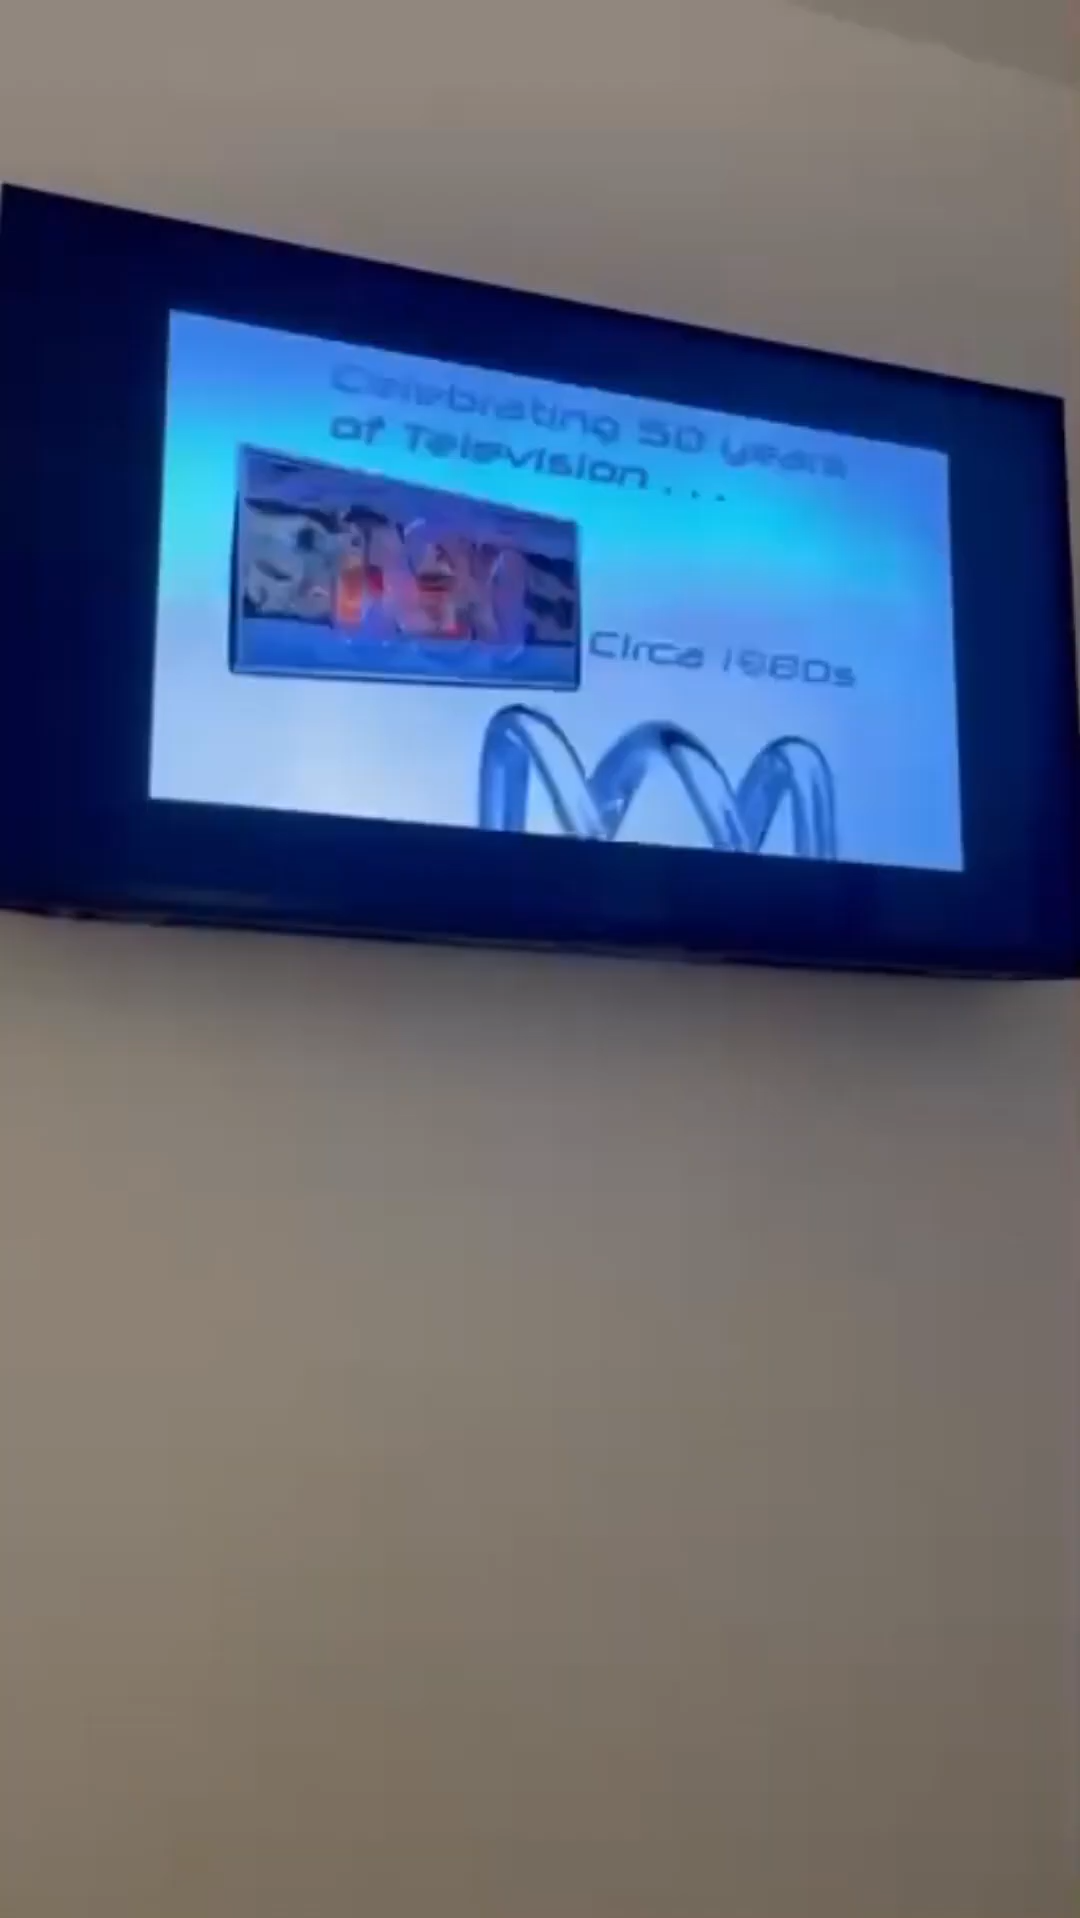 Celebrating 50 years
of Television . . .
Circa 1980s